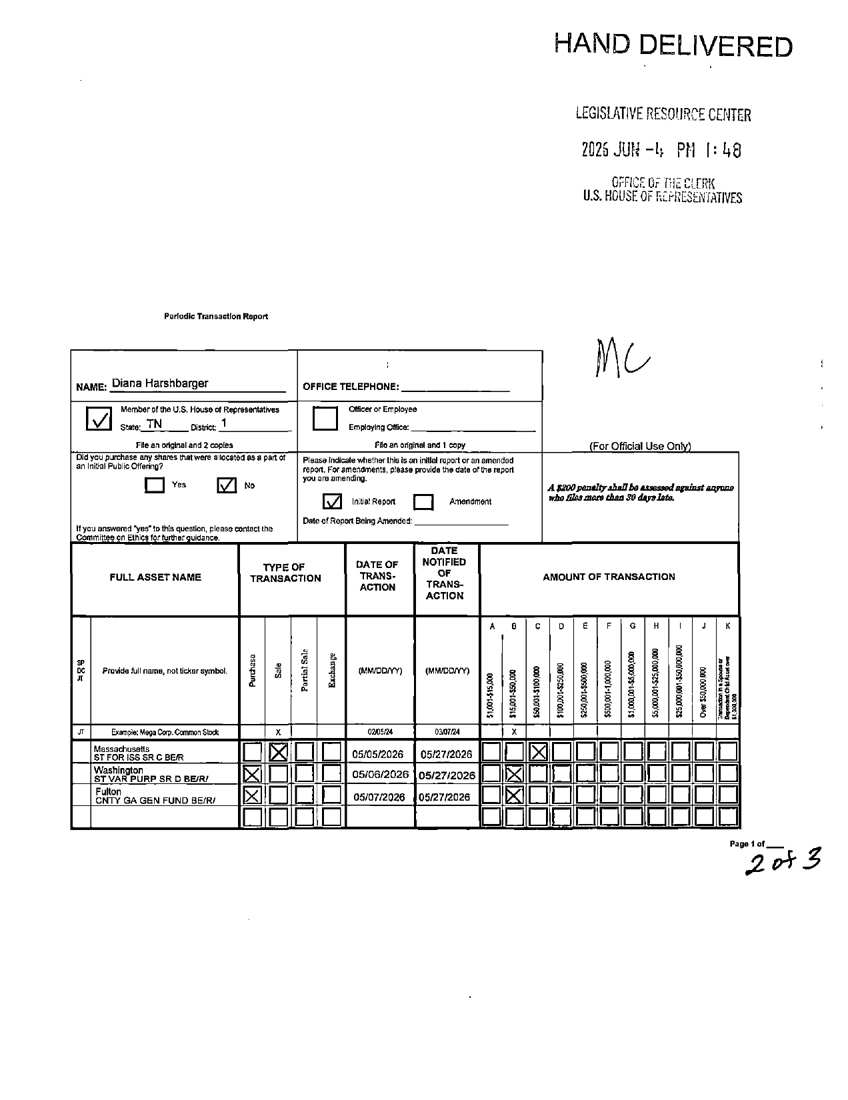 HAND DELIVERED
LEGISLATIVE RESOURCE CENTER
2026 JUN -4 PM 1:48
OFFICE OF THE CLERK
U.S. HOUSE OF REPRESENTATIVES
Periodic Transaction Report
MC
NAME: Diana Harshbarger
OFFICE TELEPHONE:
Member of the U.S. House of Representatives
State: TN District: 1
File an original and 2 copies
Officer or Employee
Employing Office:
File an original and 1 copy
(For Official Use Only)
Did you purchase any shares that were allocated as a part of
an Initial Public Offering?
Yes No
If you answered "yes" to this question, please contact the
Committee on Ethics for further guidance.
Please indicate whether this is an initial report or an amended
report. For amendments, please provide the date of the report
you are amending.
Initial Report Amendment
Date of Report Being Amended:
A $200 penalty shall be assessed against anyone
who files more than 30 days late.
FULL ASSET NAME
TYPE OF
TRANSACTION
DATE OF
TRANS-
ACTION
DATE
NOTIFIED
OF
TRANS-
ACTION
AMOUNT OF TRANSACTION
A B C D E F G H I J K
SP
DC
JT
Provide full name, not ticker symbol.
Purchase
Sale
Partial Sale
Exchange
(MM/DD/YY)
(MM/DD/YY)
$1,001-$15,000
$15,001-$50,000
$50,001-$100,000
$100,001-$250,000
$250,001-$500,000
$500,001-1,000,000
$1,000,001-$5,000,000
$5,000,001-$25,000,000
$25,000,001-$50,000,000
Over $50,000,000
Transaction in a Spouse or
Dependent Child Asset over
$1,000,000
JT Example: Mega Corp. Common Stock X 02/05/24 03/07/24 X
Massachusetts
ST FOR ISS SR C BE/R 05/05/2026 05/27/2026
Washington
ST VAR PURP SR D BE/R/ 05/06/2026 05/27/2026
Fulton
CNTY GA GEN FUND BE/R/ 05/07/2026 05/27/2026
Page 1 of
2 of 3